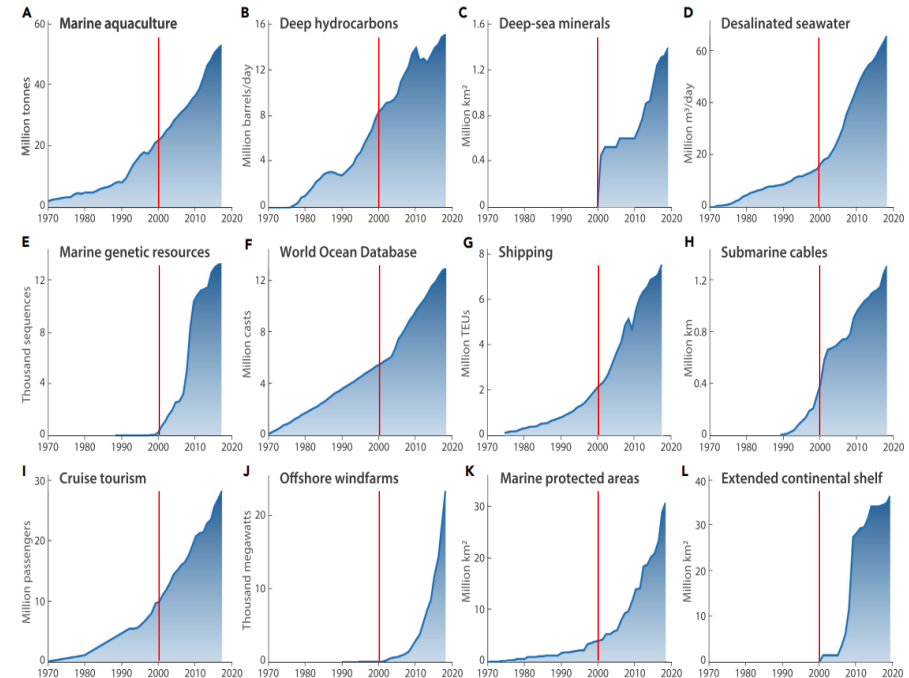 A Marine aquaculture
Million tonnes
60
40
20
0
1970 1980 1990 2000 2010 2020
B Deep hydrocarbons
Million barrels/day
16
12
8
4
0
1970 1980 1990 2000 2010 2020
C Deep-sea minerals
Million km²
1.6
1.2
0.8
0.4
0
1970 1980 1990 2000 2010 2020
D Desalinated seawater
Million m³/day
60
40
20
0
1970 1980 1990 2000 2010 2020
E Marine genetic resources
Thousand sequences
12
8
4
0
1970 1980 1990 2000 2010 2020
F World Ocean Database
Million casts
12
8
4
0
1970 1980 1990 2000 2010 2020
G Shipping
Million TEUs
8
6
4
2
0
1970 1980 1990 2000 2010 2020
H Submarine cables
Million km
1.2
0.8
0.4
0
1970 1980 1990 2000 2010 2020
I Cruise tourism
Million passengers
30
20
10
0
1970 1980 1990 2000 2010 2020
J Offshore windfarms
Thousand megawatts
20
10
0
1970 1980 1990 2000 2010 2020
K Marine protected areas
Million km²
30
20
10
0
1970 1980 1990 2000 2010 2020
L Extended continental shelf
Million km²
40
30
20
10
0
1970 1980 1990 2000 2010 2020